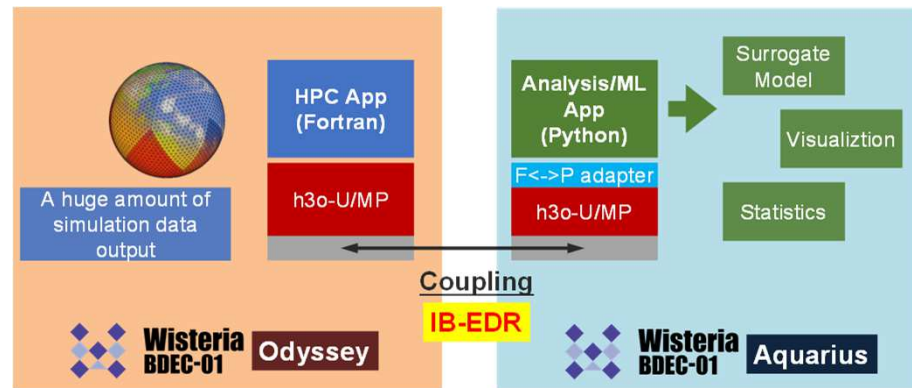 HPC App
(Fortran)
h3o-U/MP
A huge amount of
simulation data
output
Analysis/ML
App
(Python)
F<->P adapter
h3o-U/MP
Surrogate
Model
Visualiztion
Statistics
Coupling
IB-EDR
Wisteria
BDEC-01
Odyssey
Wisteria
BDEC-01
Aquarius